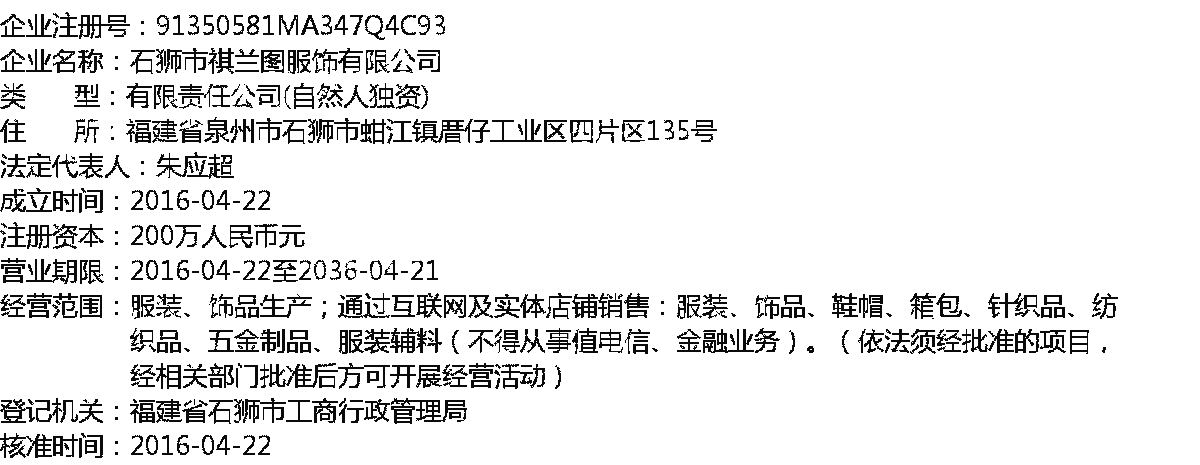 企业注册号：91350581MA347Q4C93
企业名称：石狮市祺兰图服饰有限公司
类　　型：有限责任公司(自然人独资)
住　　所：福建省泉州市石狮市蚶江镇厝仔工业区四片区135号
法定代表人：朱应超
成立时间：2016-04-22
注册资本：200万人民币元
营业期限：2016-04-22至2036-04-21
经营范围：服装、饰品生产；通过互联网及实体店铺销售：服装、饰品、鞋帽、箱包、针织品、纺
织品、五金制品、服装辅料（不得从事值电信、金融业务）。（依法须经批准的项目，
经相关部门批准后方可开展经营活动）
登记机关：福建省石狮市工商行政管理局
核准时间：2016-04-22